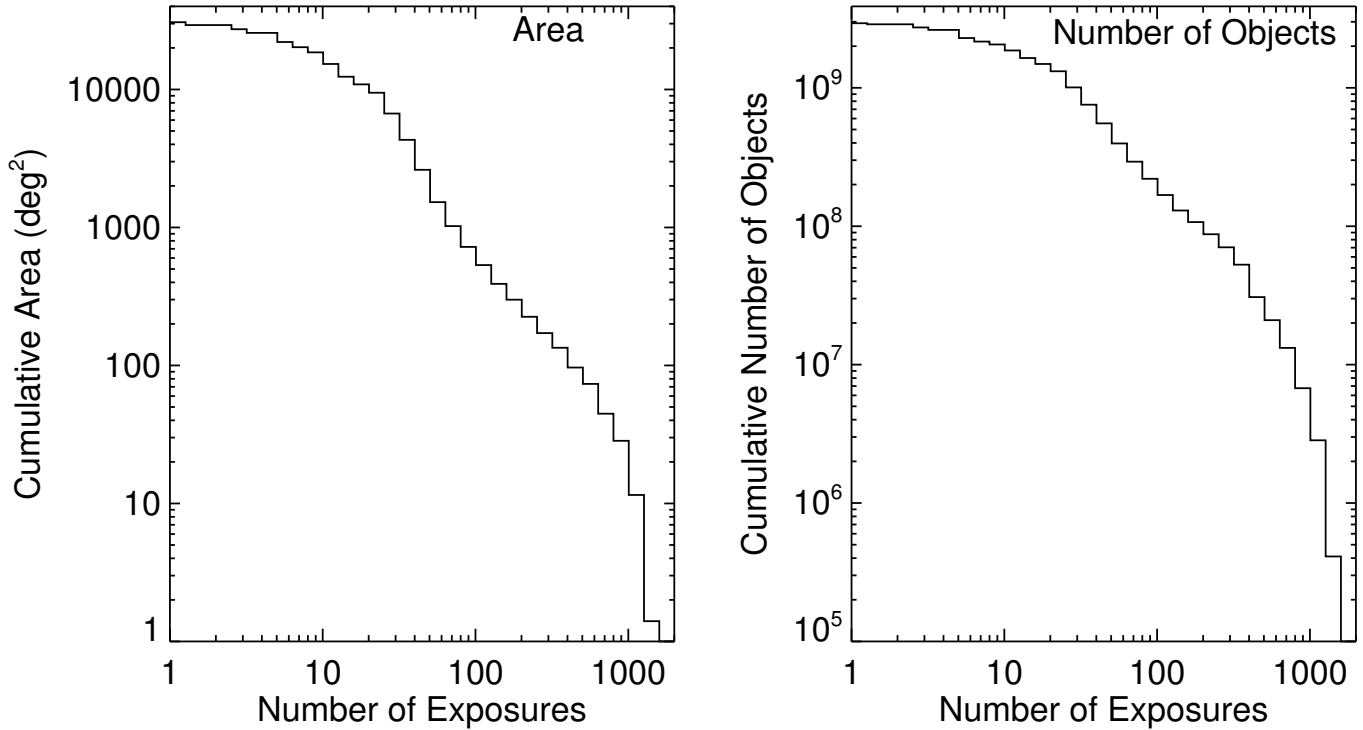 Area
Cumulative Area (deg²)
10000
1000
100
10
1
1 10 100 1000
Number of Exposures
Number of Objects
Cumulative Number of Objects
10⁹
10⁸
10⁷
10⁶
10⁵
1 10 100 1000
Number of Exposures